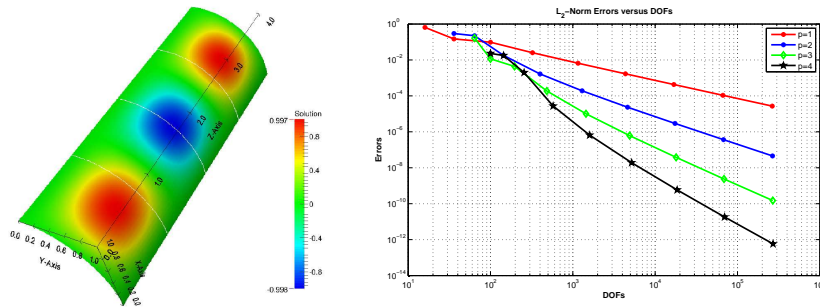 4.0
3.0
2.0
Z-Axis
1.0
Solution
0.997
0.8
0.4
0.0
-0.4
-0.8
-0.998
0.0 0.2 0.4 0.6 0.8 1.0
Y-Axis
X-Axis
L2-Norm Errors versus DOFs
10^0
10^-2
10^-4
10^-6
10^-8
10^-10
10^-12
10^-14
Errors
10^1 10^2 10^3 10^4 10^5 10^6
DOFs
p=1
p=2
p=3
p=4